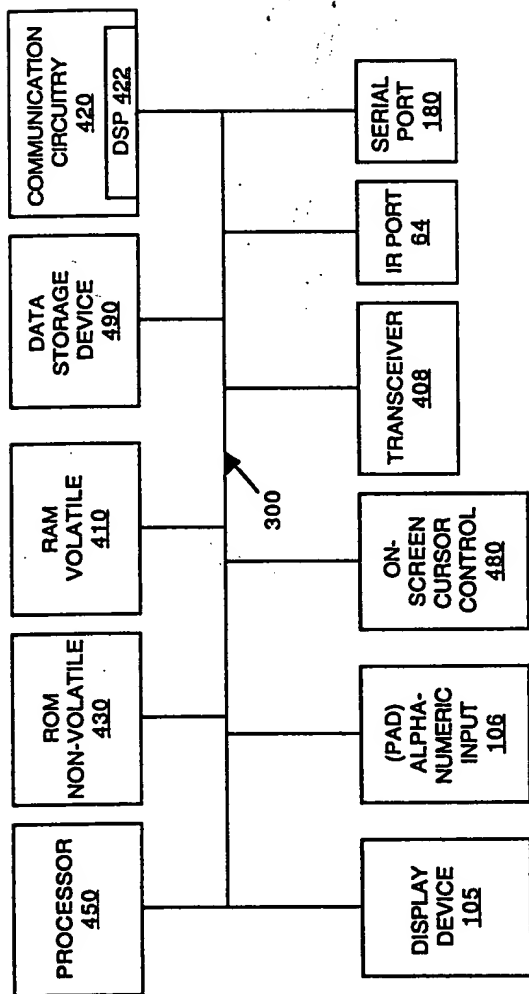 PROCESSOR
450
ROM
NON-VOLATILE
430
RAM
VOLATILE
410
DATA
STORAGE
DEVICE
490
COMMUNICATION
CIRCUITRY
420
DSP 422
300
DISPLAY
DEVICE
105
(PAD)
ALPHA-
NUMERIC
INPUT
106
ON-
SCREEN
CURSOR
CONTROL
480
TRANSCEIVER
408
IR PORT
64
SERIAL
PORT
180